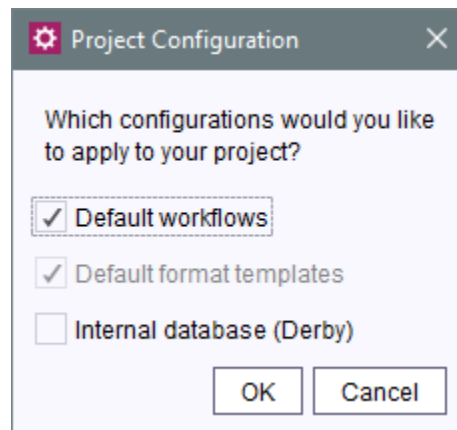 Project Configuration
Which configurations would you like
to apply to your project?
Default workflows
Default format templates
Internal database (Derby)
OK Cancel